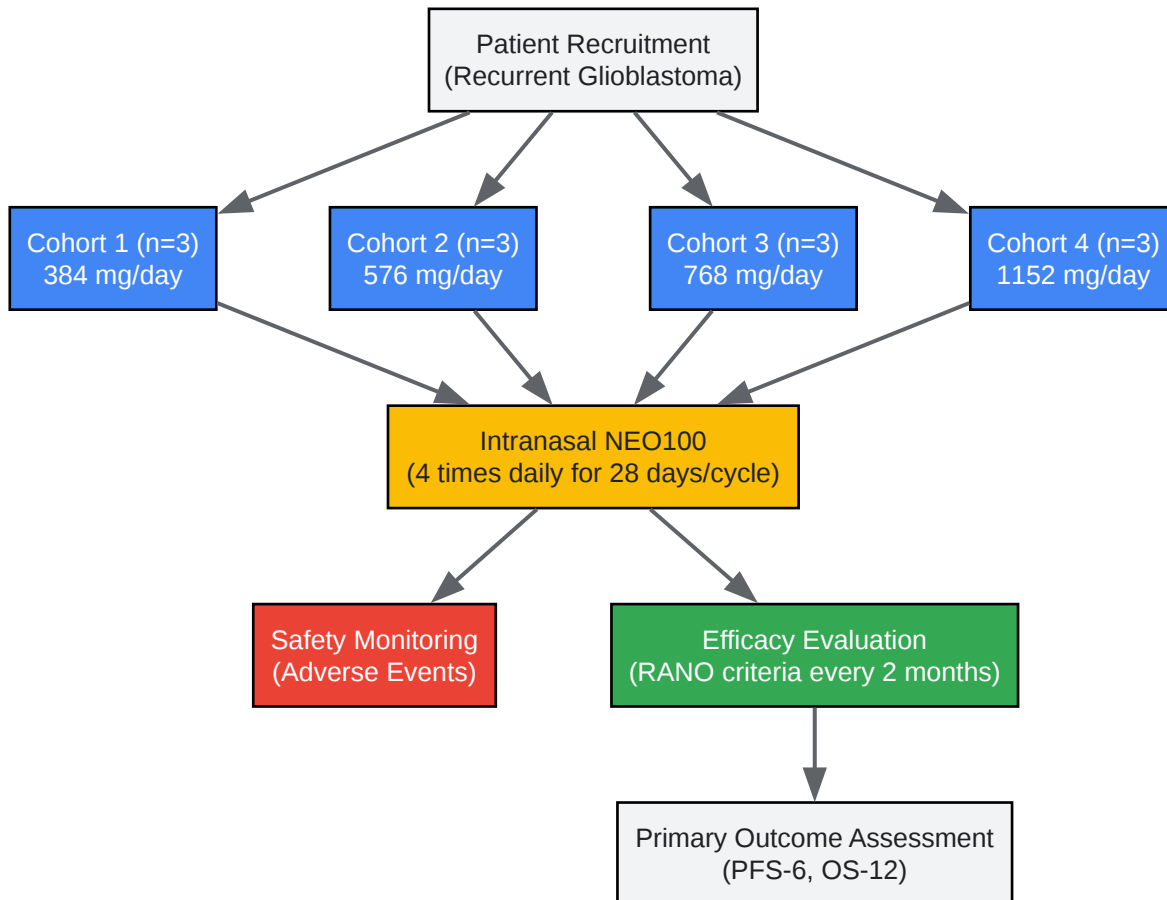 Patient Recruitment
(Recurrent Glioblastoma)
Cohort 1 (n=3)
384 mg/day
Cohort 2 (n=3)
576 mg/day
Cohort 3 (n=3)
768 mg/day
Cohort 4 (n=3)
1152 mg/day
Intranasal NEO100
(4 times daily for 28 days/cycle)
Safety Monitoring
(Adverse Events)
Efficacy Evaluation
(RANO criteria every 2 months)
Primary Outcome Assessment
(PFS-6, OS-12)